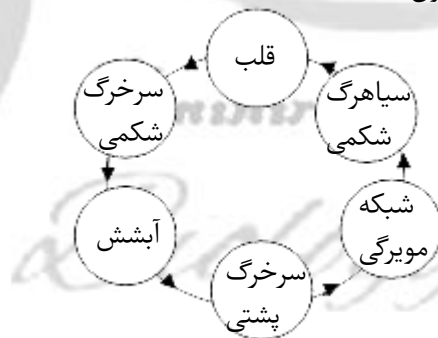 قلب
سرخرگ
شکمی
آبشش
سرخرگ
پشتی
شبکه
مویرگی
سیاهرگ
شکمی